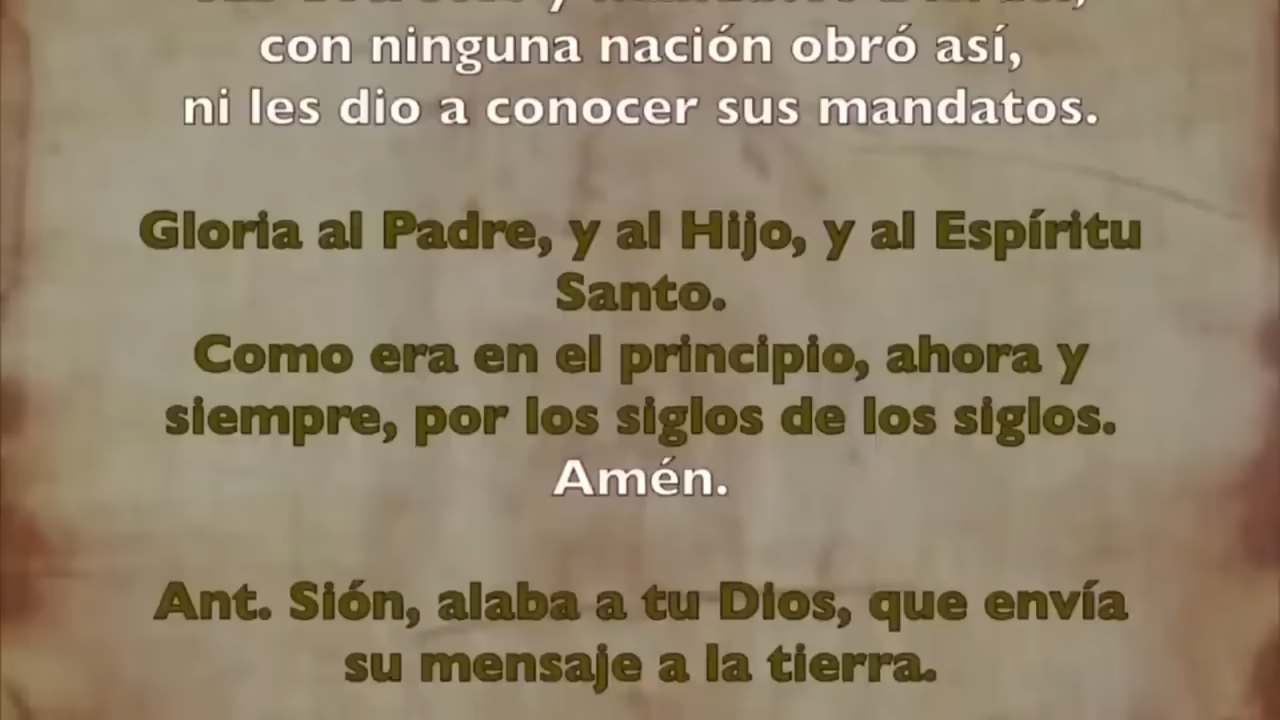 con ninguna nación obró así,
ni les dio a conocer sus mandatos.
Gloria al Padre, y al Hijo, y al Espíritu
Santo.
Como era en el principio, ahora y
siempre, por los siglos de los siglos.
Amén.
Ant. Sión, alaba a tu Dios, que envía
su mensaje a la tierra.